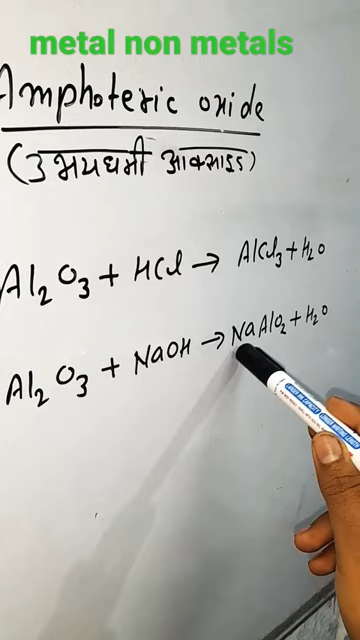 metal non metals
Amphoteric oxide
(उभयधर्मी आक्साइड)
Al₂O₃ + HCl → AlCl₃ + H₂O
Al₂O₃ + NaOH → NaAlO₂ + H₂O